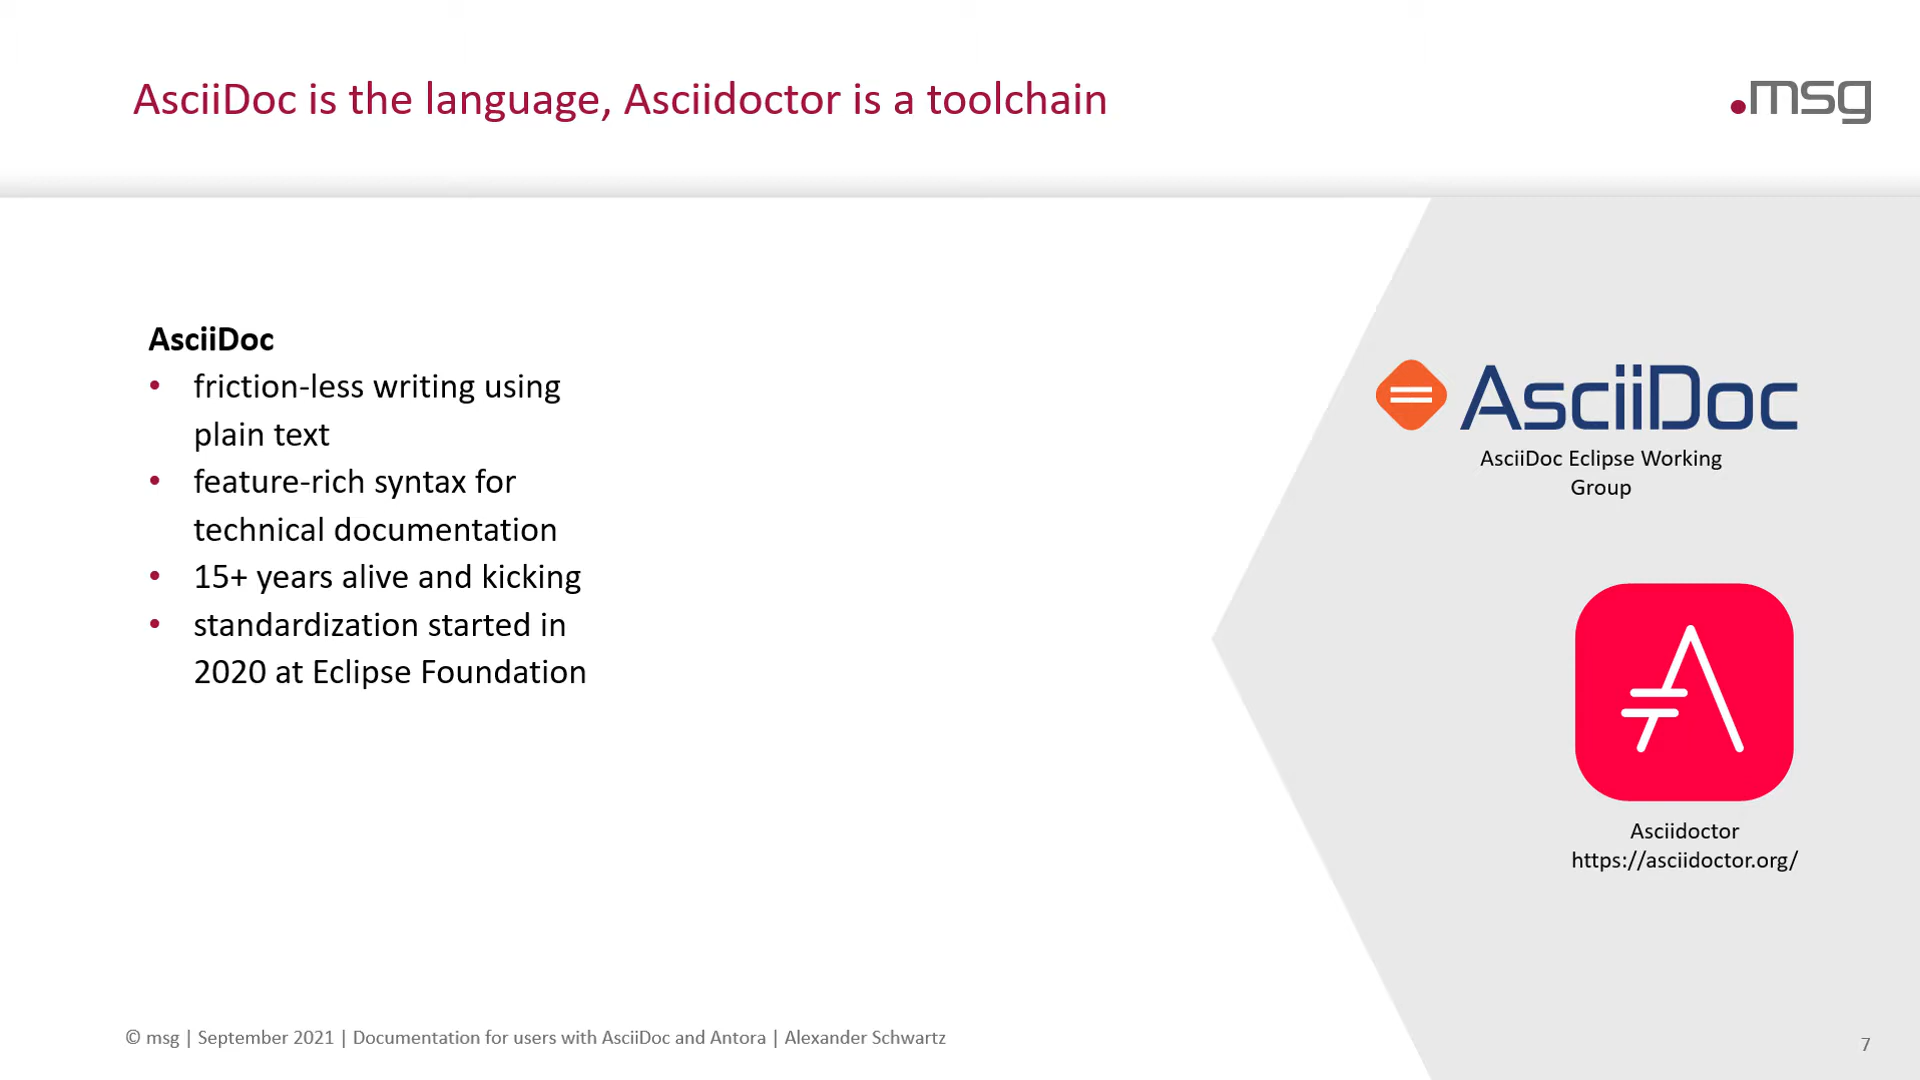 AsciiDoc is the language, Asciidoctor is a toolchain
.msg
AsciiDoc
• friction-less writing using
plain text
• feature-rich syntax for
technical documentation
• 15+ years alive and kicking
• standardization started in
2020 at Eclipse Foundation
AsciiDoc
AsciiDoc Eclipse Working
Group
Asciidoctor
https://asciidoctor.org/
© msg | September 2021 | Documentation for users with AsciiDoc and Antora | Alexander Schwartz
7